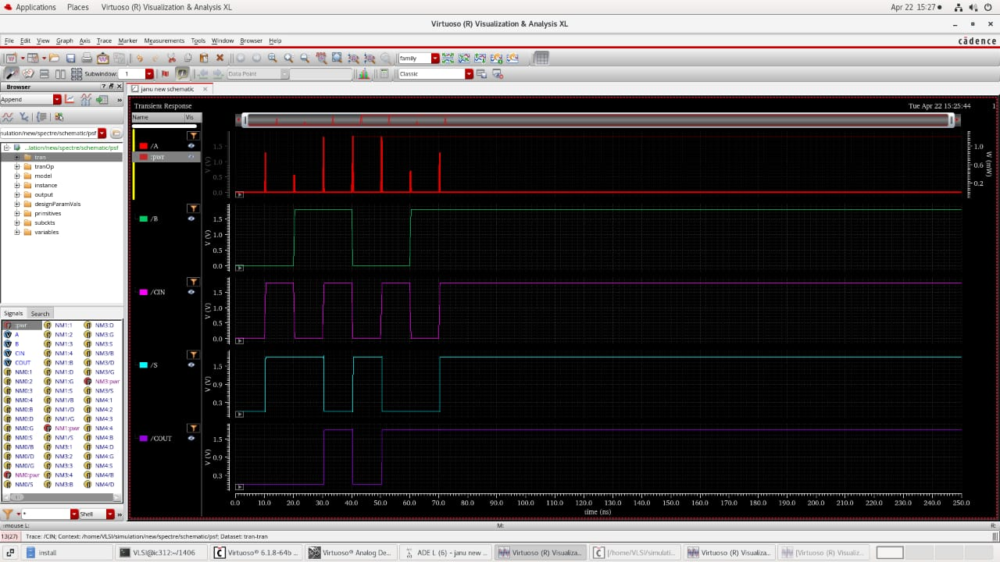 Applications Places Virtuoso (R) Visualization & Analysis XL Apr 22 15:27
Virtuoso (R) Visualization & Analysis XL
File Edit View Graph Axis Trace Marker Measurements Tools Window Browser Help cādence
family
Subwindow: 1 Data Point Classic
Browser
janu new schematic
Append
Transient Response Tue Apr 22 15:25:44 1
Name Vis
ulation/new/spectre/schematic/psf
...lation/new/spectre/schematic/psf
tran
tranOp
model
instance
output
designParamVals
primitives
subckts
variables
/A
:pwr
V (V)
1.5
1.0
0.5
0.0
W (mW)
1.0
0.6
0.2
/B
V (V)
1.5
1.0
0.5
0.0
/CIN
V (V)
1.5
1.0
0.5
0.0
/S
V (V)
1.5
0.9
0.3
/COUT
V (V)
1.5
0.9
0.3
0.0 10.0 20.0 30.0 40.0 50.0 60.0 70.0 80.0 90.0 100.0 110.0 120.0 130.0 140.0 150.0 160.0 170.0 180.0 190.0 200.0 210.0 220.0 230.0 240.0 250.0
time (ns)
Signals Search
:pwr NM1:1 NM3:D
A NM1:2 NM3:G
B NM1:3 NM3:S
CIN NM1:4 NM3/B
COUT NM1:B NM3/D
NM0:1 NM1:D NM3/G
NM0:2 NM1:G NM3:pwr
NM0:3 NM1:S NM3/S
NM0:4 NM1/B NM4:1
NM0:B NM1/D NM4:2
NM0:D NM1/G NM4:3
NM0:G NM1:pwr NM4:4
NM0:S NM1/S NM4:B
NM0/B NM3:1 NM4:D
NM0/D NM3:2 NM4:G
NM0/G NM3:3 NM4:S
NM0:pwr NM3:4 NM4/B
NM0/S NM3:B NM4/D
* Shell
mouse L: M: R:
13(27) Trace: /CIN; Context: /home/VLSI/simulation/new/spectre/schematic/psf; Dataset: tran-tran
install VLSI@ic312:~/1406 Virtuoso® 6.1.8-64b ... Virtuoso® Analog De... ADE L (6) - janu new ... Virtuoso (R) Visualiza... [/home/VLSI/simulati... Virtuoso (R) Visualiza... [Virtuoso (R) Visualiza...